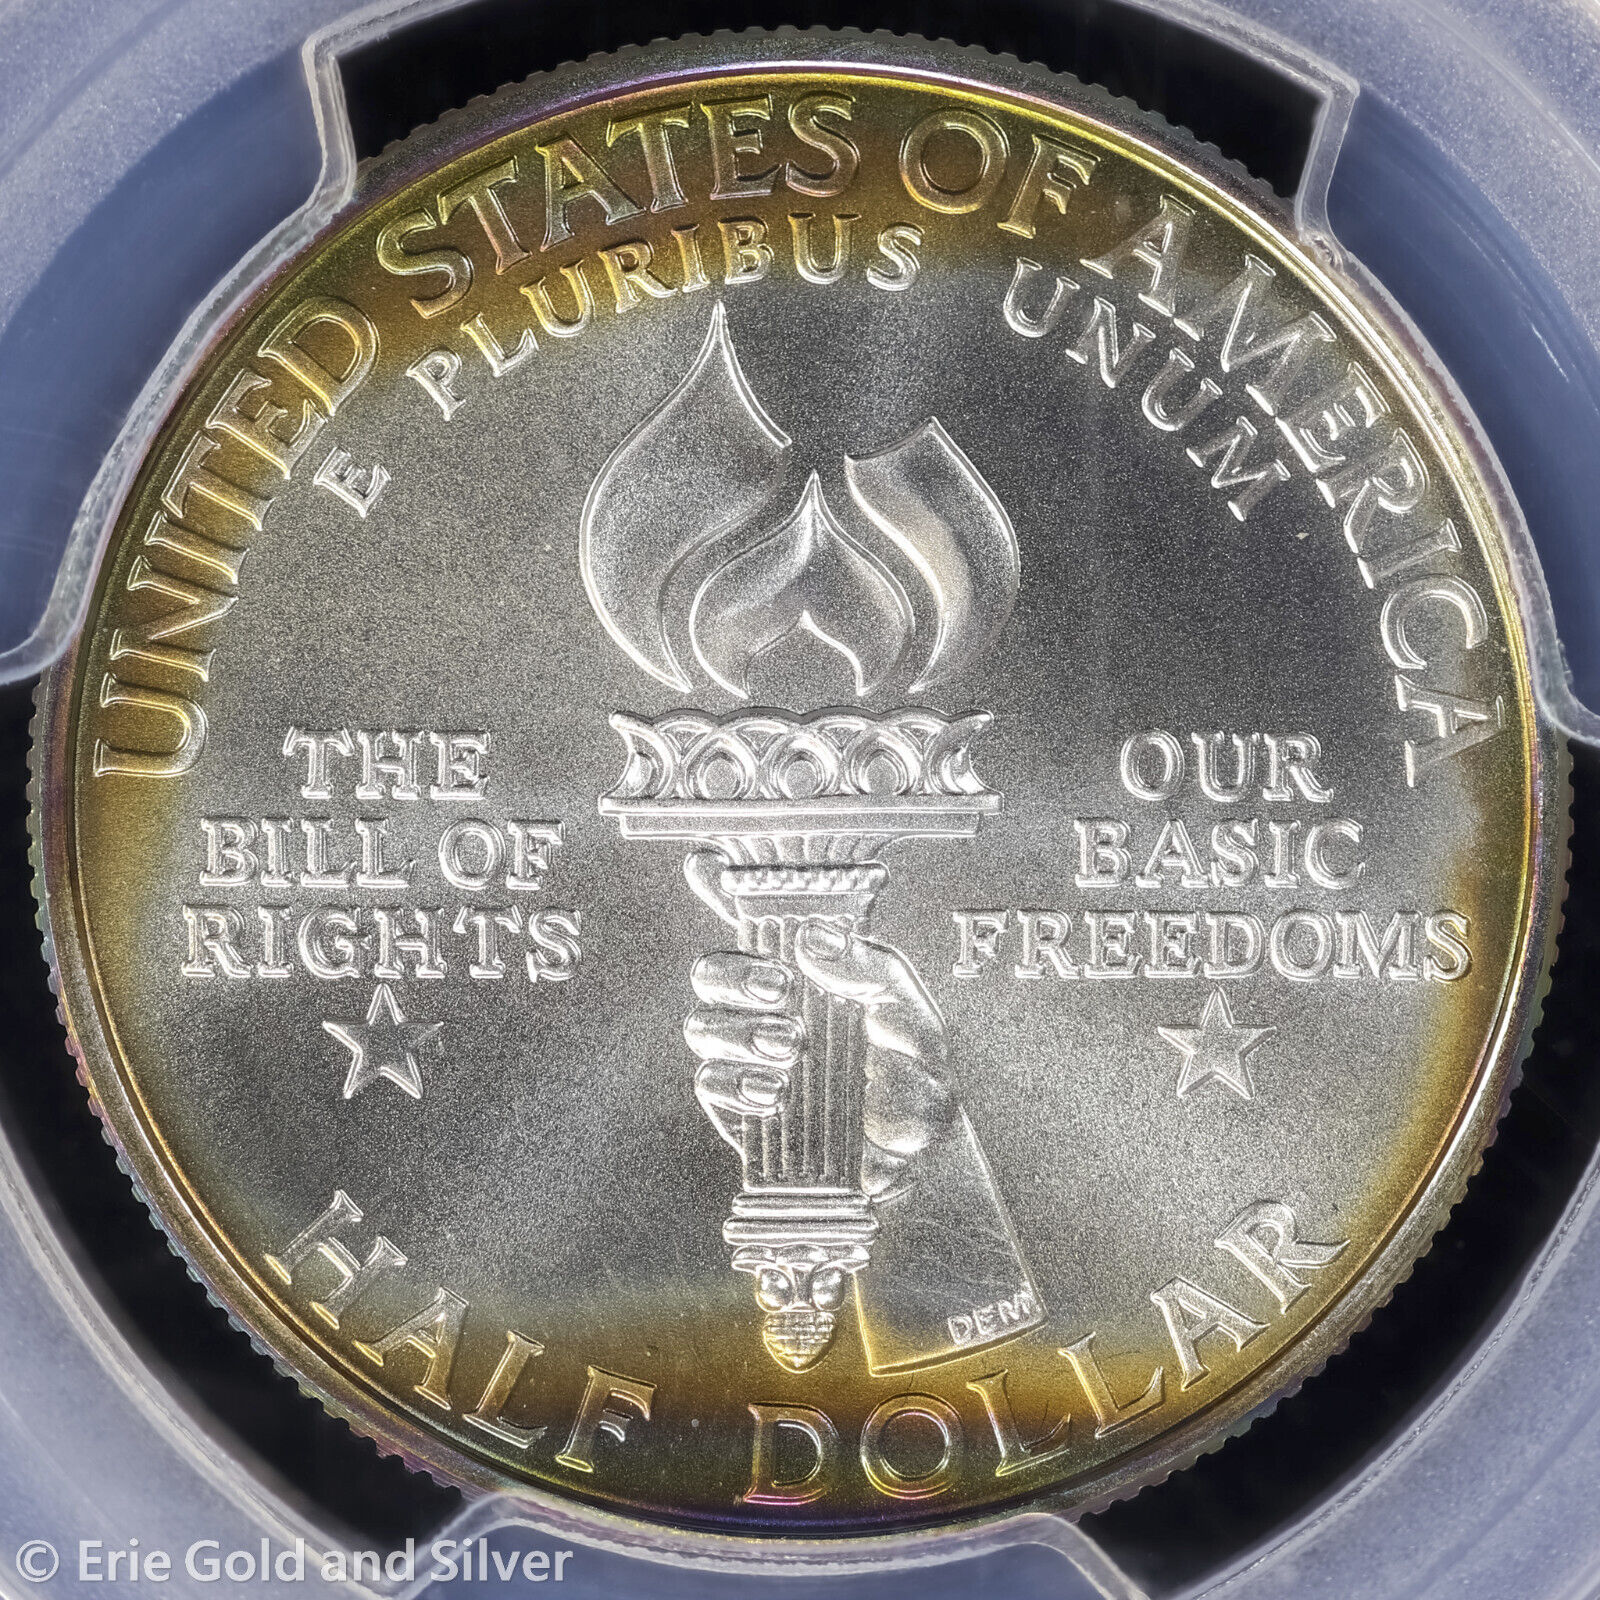 UNITED STATES OF AMERICA
E PLURIBUS UNUM
THE
BILL OF
RIGHTS
OUR
BASIC
FREEDOMS
DEM
HALF DOLLAR
© Erie Gold and Silver